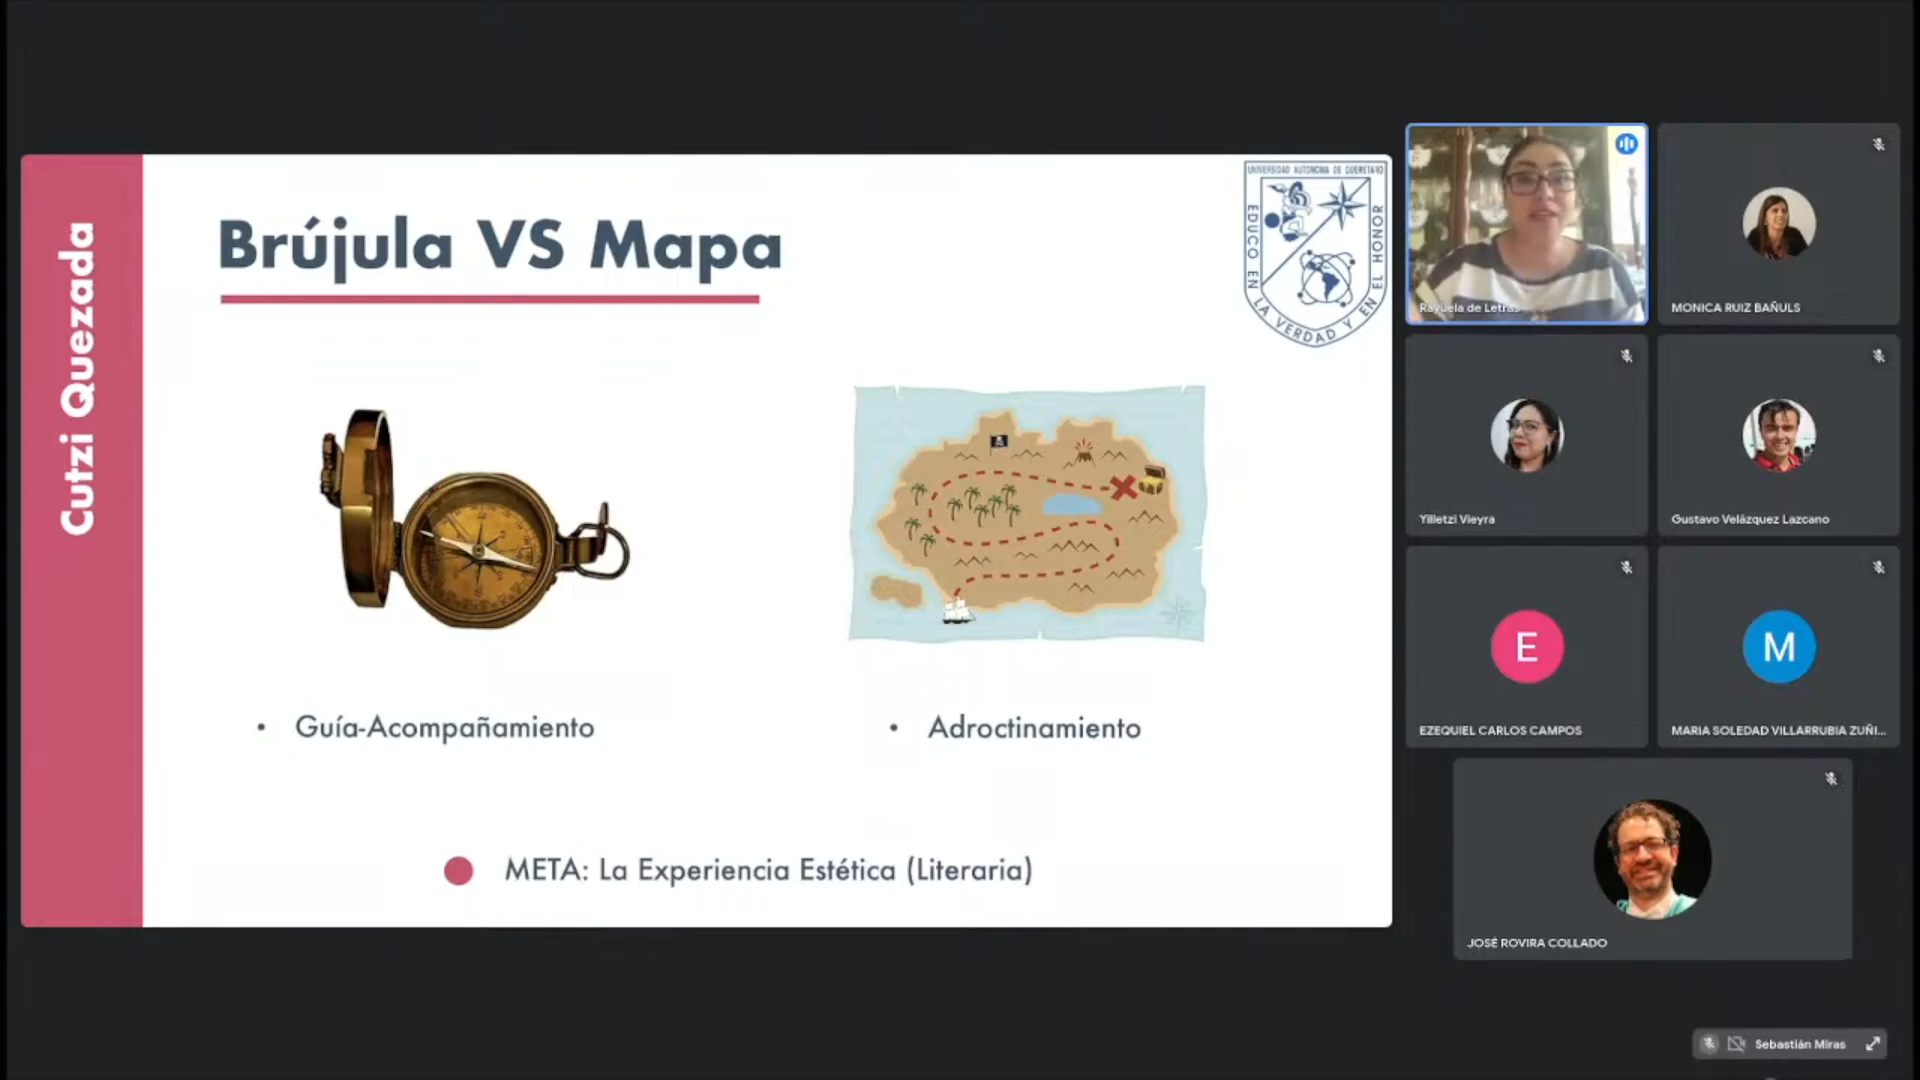 Cutzi Quezada
Brújula VS Mapa
UNIVERSIDAD AUTONOMA DE QUERETARO
EDUCO EN LA VERDAD Y EN EL HONOR
• Guía-Acompañamiento
• Adroctinamiento
META: La Experiencia Estética (Literaria)
Rayuela de Letras
MONICA RUIZ BAÑULS
Yilletzi Vieyra
Gustavo Velázquez Lazcano
E
EZEQUIEL CARLOS CAMPOS
M
MARIA SOLEDAD VILLARRUBIA ZUÑI...
JOSÉ ROVIRA COLLADO
Sebastián Miras